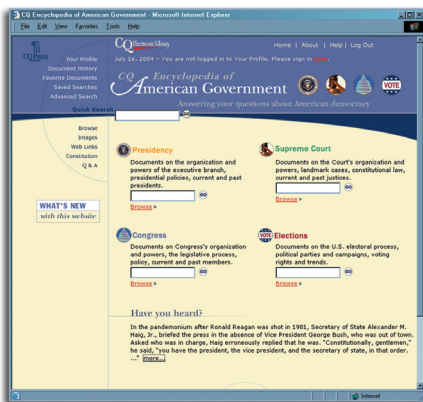 CQ Encyclopedia of American Government - Microsoft Internet Explorer
File Edit View Favorites Tools Help
CQ Electronic Library
Home | About | Help | Log Out
CQ PRESS
July 16, 2004 - You are not logged in to Your Profile. Please sign in
Your Profile
Document History
Favorite Documents
Saved Searches
Advanced Search
CQ Encyclopedia of
American Government
VOTE
Answering your questions about American democracy
Quick Search
GO
Browse
Images
Web Links
Constitution
Q & A
WHAT'S NEW
with this website
Presidency
Documents on the organization and
powers of the executive branch,
presidential policies, current and past
presidents.
GO
Browse »
Supreme Court
Documents on the Court's organization and
powers, landmark cases, constitutional law,
current and past justices.
GO
Browse »
Congress
Documents on Congress's organization
and powers, the legislative process,
policy, current and past members.
GO
Browse »
VOTE Elections
Documents on the U.S. electoral process,
political parties and campaigns, voting
rights and trends.
GO
Browse »
Have you heard?
In the pandemonium after Ronald Reagan was shot in 1981, Secretary of State Alexander M.
Haig, Jr., briefed the press in the absence of Vice President George Bush, who was out of town.
Asked who was in charge, Haig erroneously replied that he was. "Constitutionally, gentlemen,"
he said, "you have the president, the vice president, and the secretary of state, in that order.
..." more...
Internet